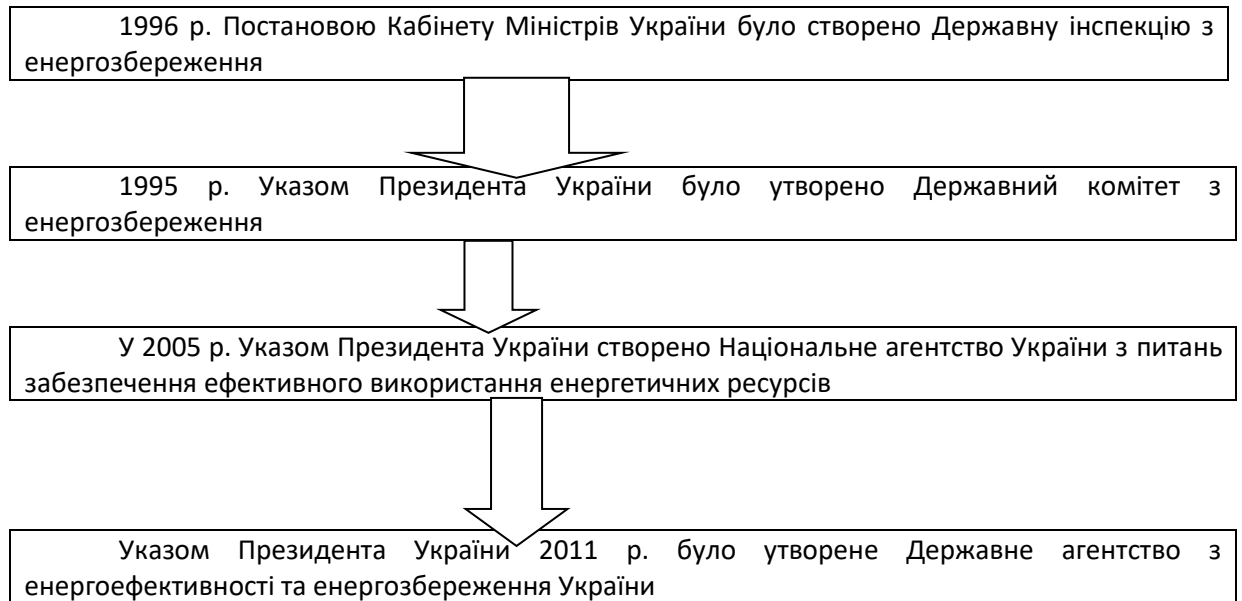 1996 р. Постановою Кабінету Міністрів України було створено Державну інспекцію з
енергозбереження
1995 р. Указом Президента України було утворено Державний комітет з
енергозбереження
У 2005 р. Указом Президента України створено Національне агентство України з питань
забезпечення ефективного використання енергетичних ресурсів
Указом Президента України 2011 р. було утворене Державне агентство з
енергоефективності та енергозбереження України